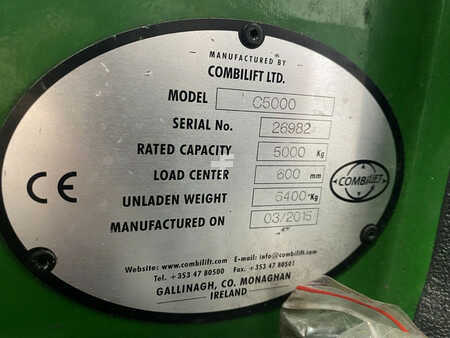 MANUFACTURED BY
COMBILIFT LTD.
MODEL C5000
SERIAL No. 26982
RATED CAPACITY 5000 Kg
LOAD CENTER 600 mm
UNLADEN WEIGHT 6400 Kg
MANUFACTURED ON 03/2015
CE
COMBILIFT
Website: www.combilift.com E-mail: info@combilift.com
Tel. +353 47 80500 Fax. +353 47 80501
GALLINAGH, CO. MONAGHAN
IRELAND